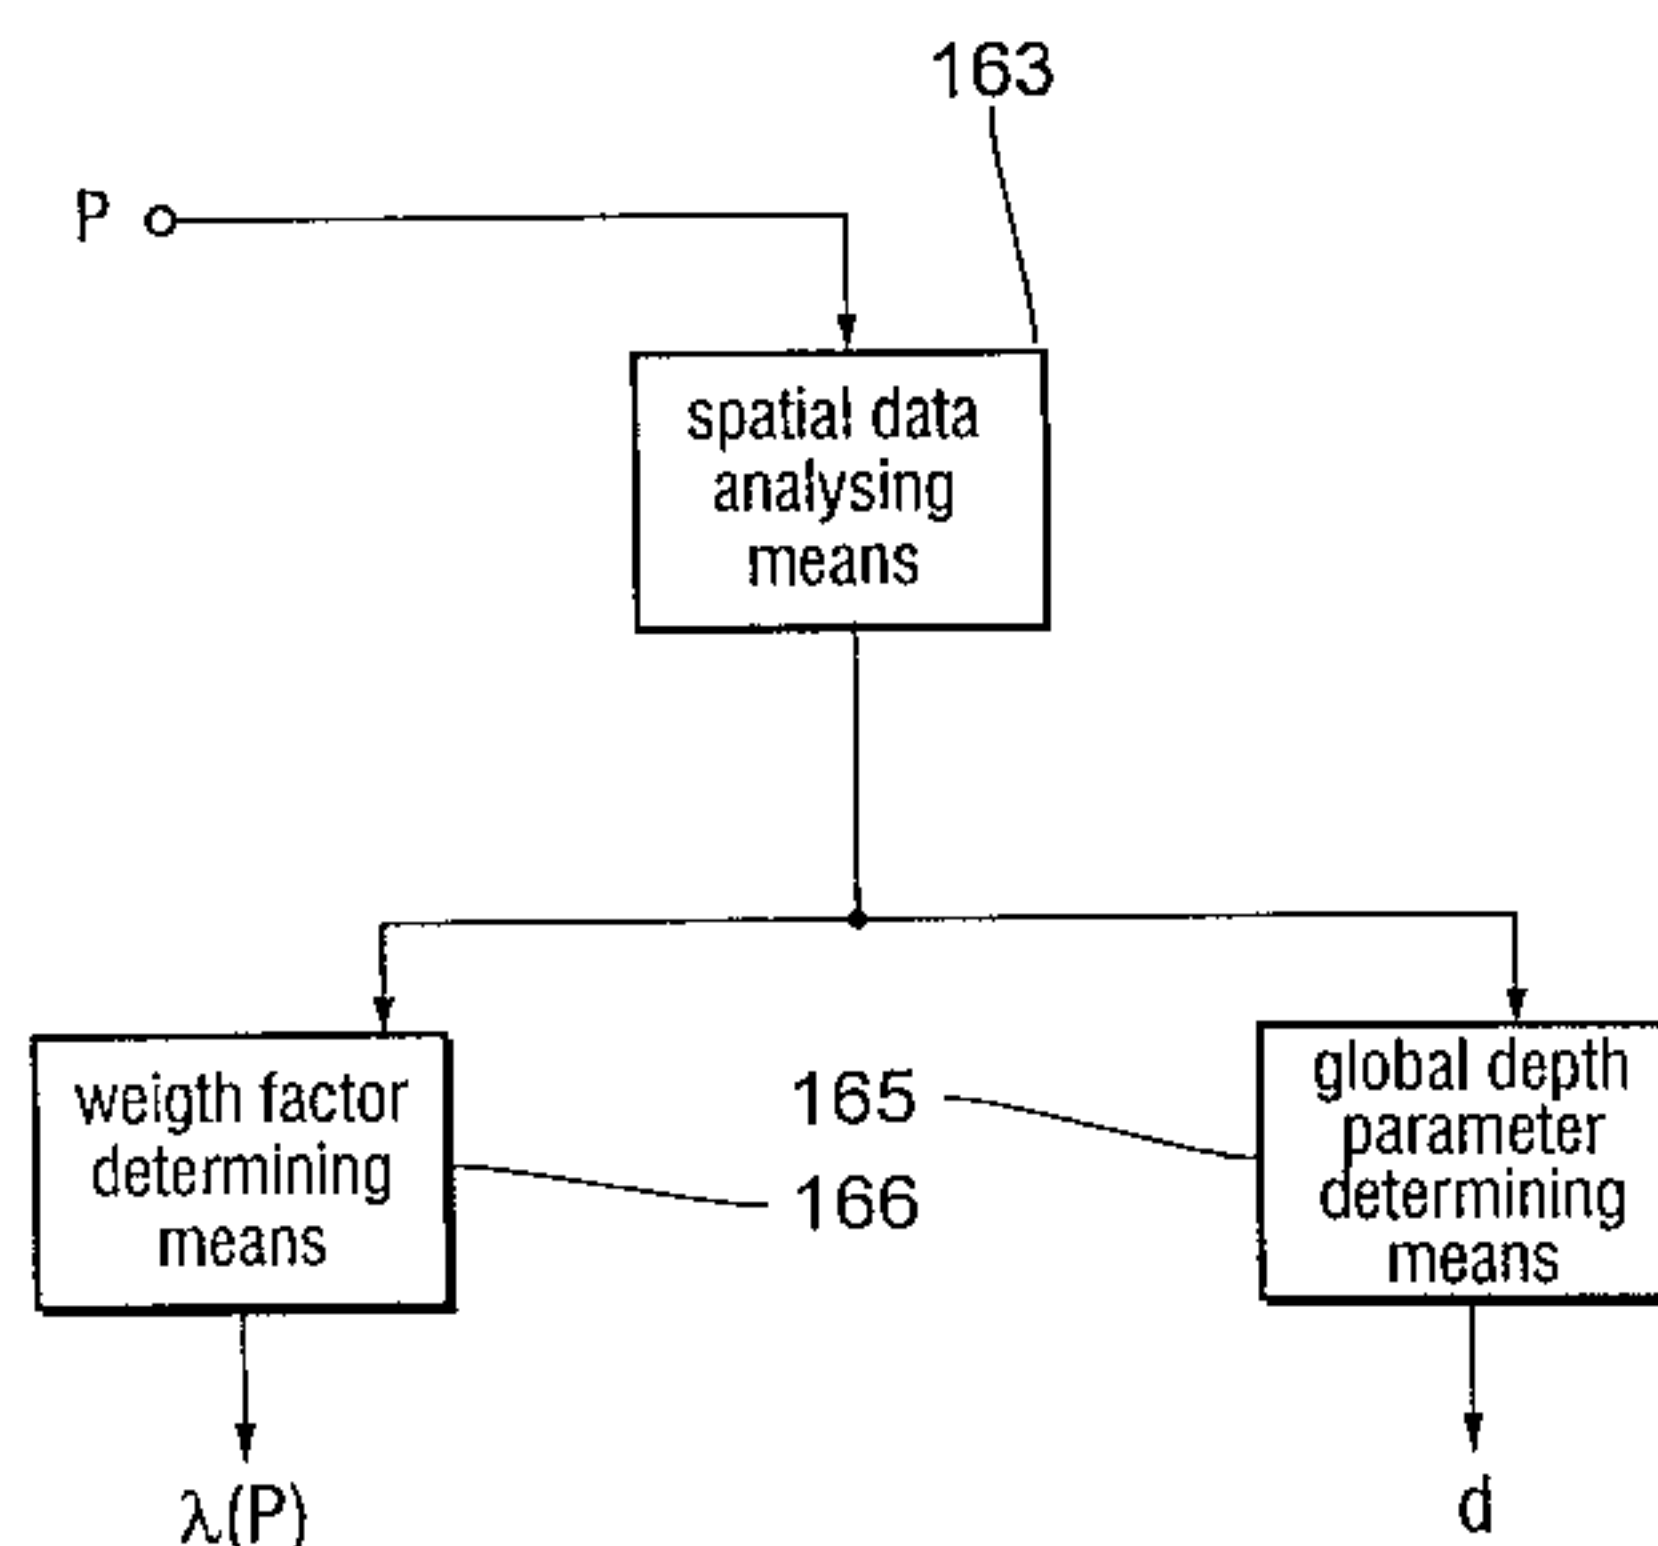 163
P
spatial data
analysing
means
weigth factor
determining
means
165
166
global depth
parameter
determining
means
λ(P)
d